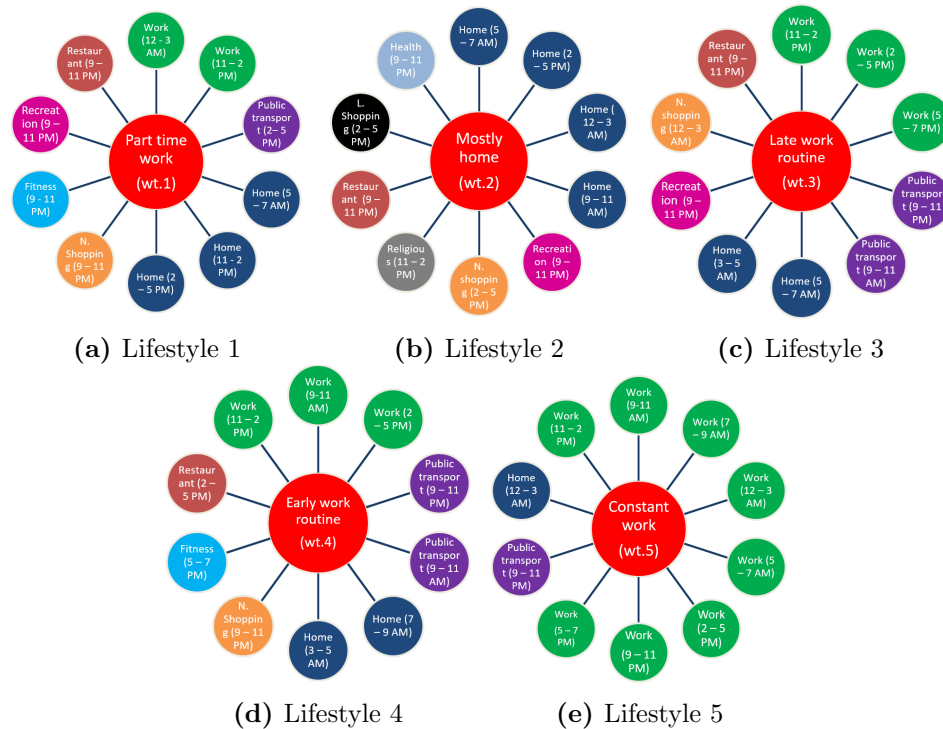 Work
(12 - 3
AM)
Work
(11 – 2
PM)
Public
transpor
t (2– 5
PM)
Home (5
– 7 AM)
Home
(11 - 2
PM)
Home (2
– 5 PM)
N.
Shoppin
g (9 – 11
PM)
Fitness
(9 - 11
PM)
Recreat
ion (9 –
11 PM)
Restaur
ant (9 –
11 PM)
Part time
work
(wt.1)
(a) Lifestyle 1
Home (5
– 7 AM)
Home (2
– 5 PM)
Home (
12 – 3
AM)
Home
(9 – 11
AM)
Recreati
on (9 –
11 PM)
N.
shoppin
g (2 – 5
PM)
Religiou
s (11 – 2
PM)
Restaur
ant (9 –
11 PM)
L.
Shoppin
g (2 – 5
PM)
Health
(9 – 11
PM)
Mostly
home
(wt.2)
(b) Lifestyle 2
Work
(11 – 2
PM)
Work (2
– 5 PM)
Work (5
– 7 PM)
Public
transpor
t (9 – 11
PM)
Public
transpor
t (9 – 11
AM)
Home
(5 – 7
AM)
Home
(3 – 5
AM)
Recreat
ion (9 –
11 PM)
N.
shoppin
g (12 – 3
AM)
Restaur
ant (9 –
11 PM)
Late work
routine
(wt.3)
(c) Lifestyle 3
Work
(9-11
AM)
Work (2
– 5 PM)
Public
transpor
t (9 – 11
PM)
Public
transpor
t (9 – 11
AM)
Home (7
– 9 AM)
Home
(3 – 5
AM)
N.
Shoppin
g (9 – 11
PM)
Fitness
(5 – 7
PM)
Restaur
ant (2 –
5 PM)
Work
(11 – 2
PM)
Early work
routine
(wt.4)
(d) Lifestyle 4
Work
(9-11
AM)
Work (7
– 9 AM)
Work
(12 – 3
AM)
Work (5
– 7 AM)
Work
(2 – 5
PM)
Work
(9 – 11
PM)
Work
(5 – 7
PM)
Public
transpor
t (9 – 11
PM)
Home
(12 – 3
AM)
Work
(11 – 2
PM)
Constant
work
(wt.5)
(e) Lifestyle 5